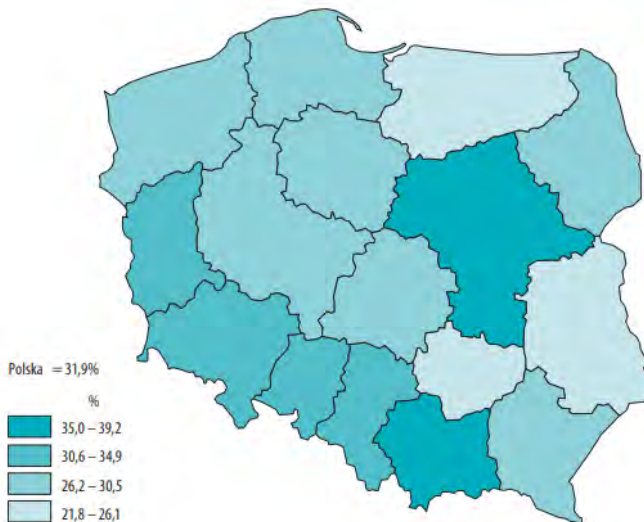 Polska = 31,9%
%
35,0 – 39,2
30,6 – 34,9
26,2 – 30,5
21,8 – 26,1